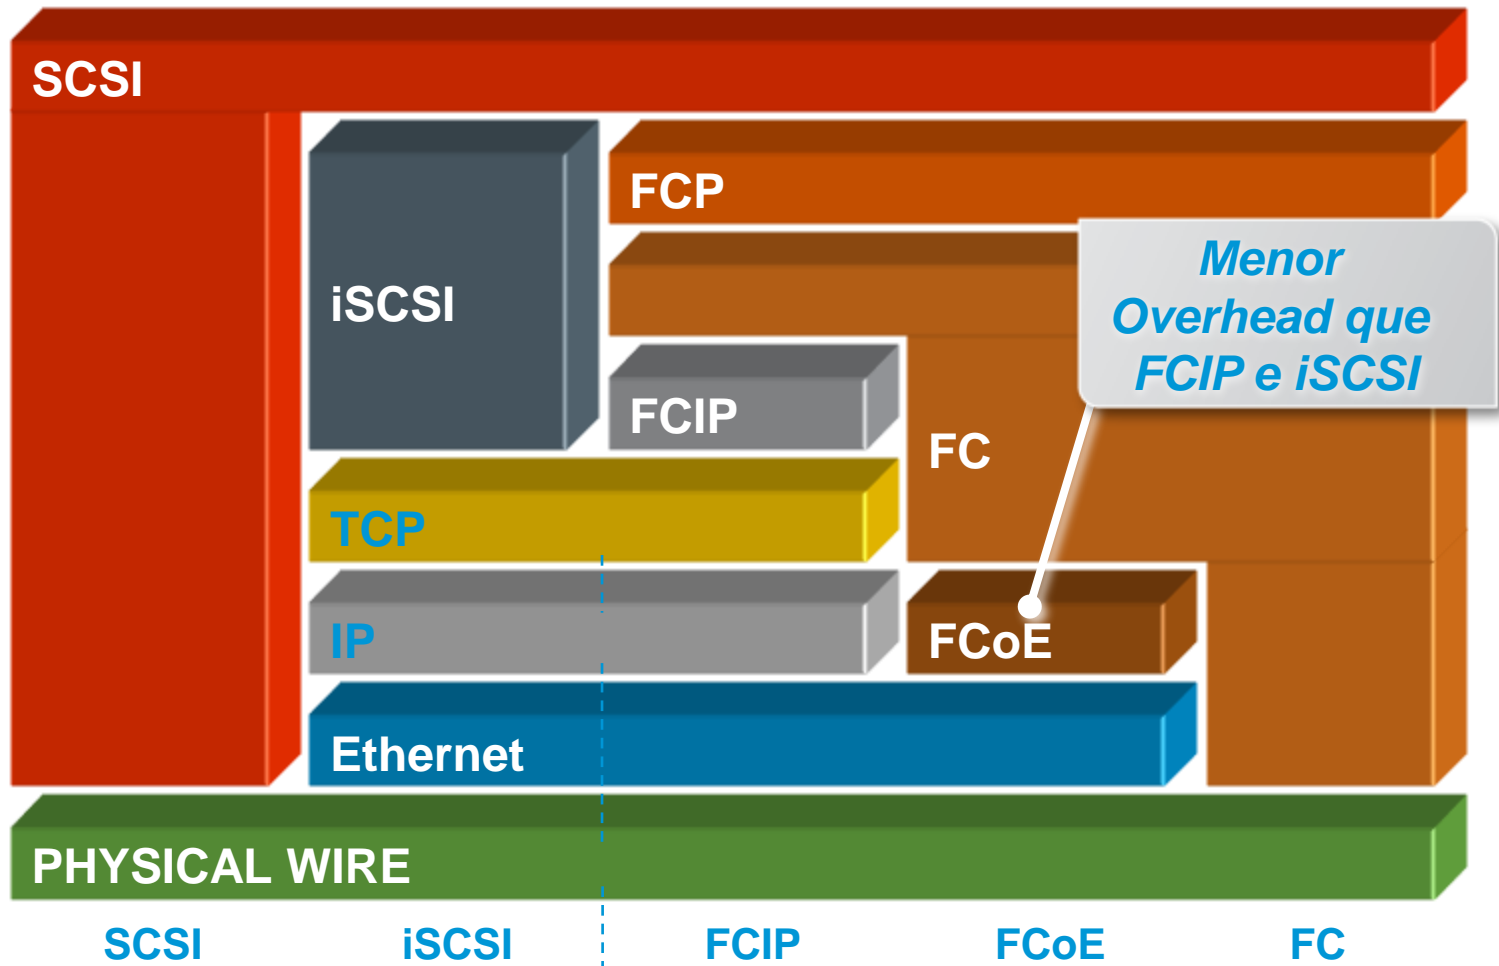 SCSI
FCP
Menor
Overhead que
FCIP e iSCSI
iSCSI
FCIP
FC
TCP
IP
FCoE
Ethernet
PHYSICAL WIRE
SCSI iSCSI FCIP FCoE FC